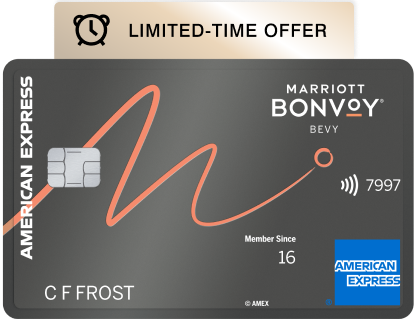 LIMITED-TIME OFFER
MARRIOTT
BONVOY®
BEVY
AMERICAN EXPRESS
7997
Member Since
16
AMERICAN
EXPRESS
C F FROST
© AMEX
®